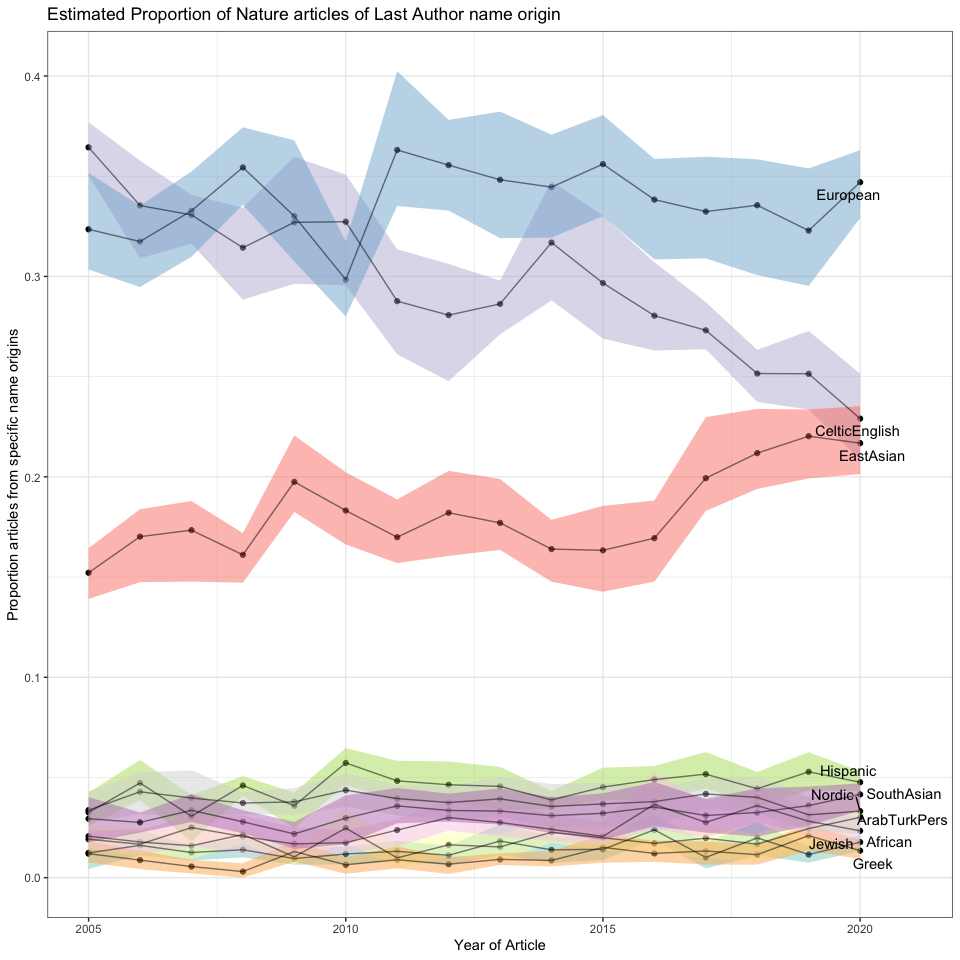 Estimated Proportion of Nature articles of Last Author name origin
Proportion articles from specific name origins
0.4
0.3
0.2
0.1
0.0
European
CelticEnglish
EastAsian
Hispanic
Nordic
SouthAsian
ArabTurkPers
Jewish
African
Greek
2005
2010
2015
2020
Year of Article